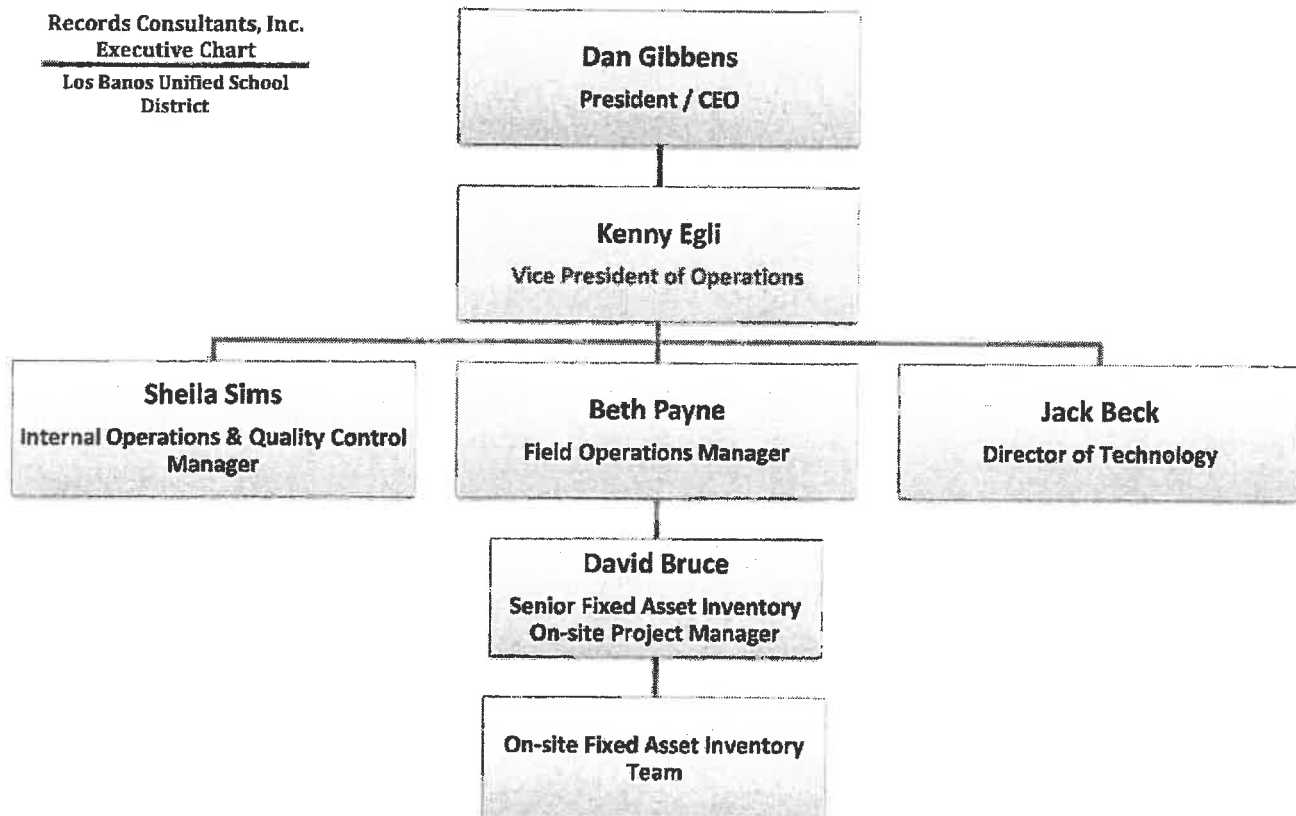 Records Consultants, Inc.
Executive Chart
Los Banos Unified School
District
Dan Gibbens
President / CEO
Kenny Egli
Vice President of Operations
Sheila Sims
Internal Operations & Quality Control
Manager
Beth Payne
Field Operations Manager
Jack Beck
Director of Technology
David Bruce
Senior Fixed Asset Inventory
On-site Project Manager
On-site Fixed Asset Inventory
Team